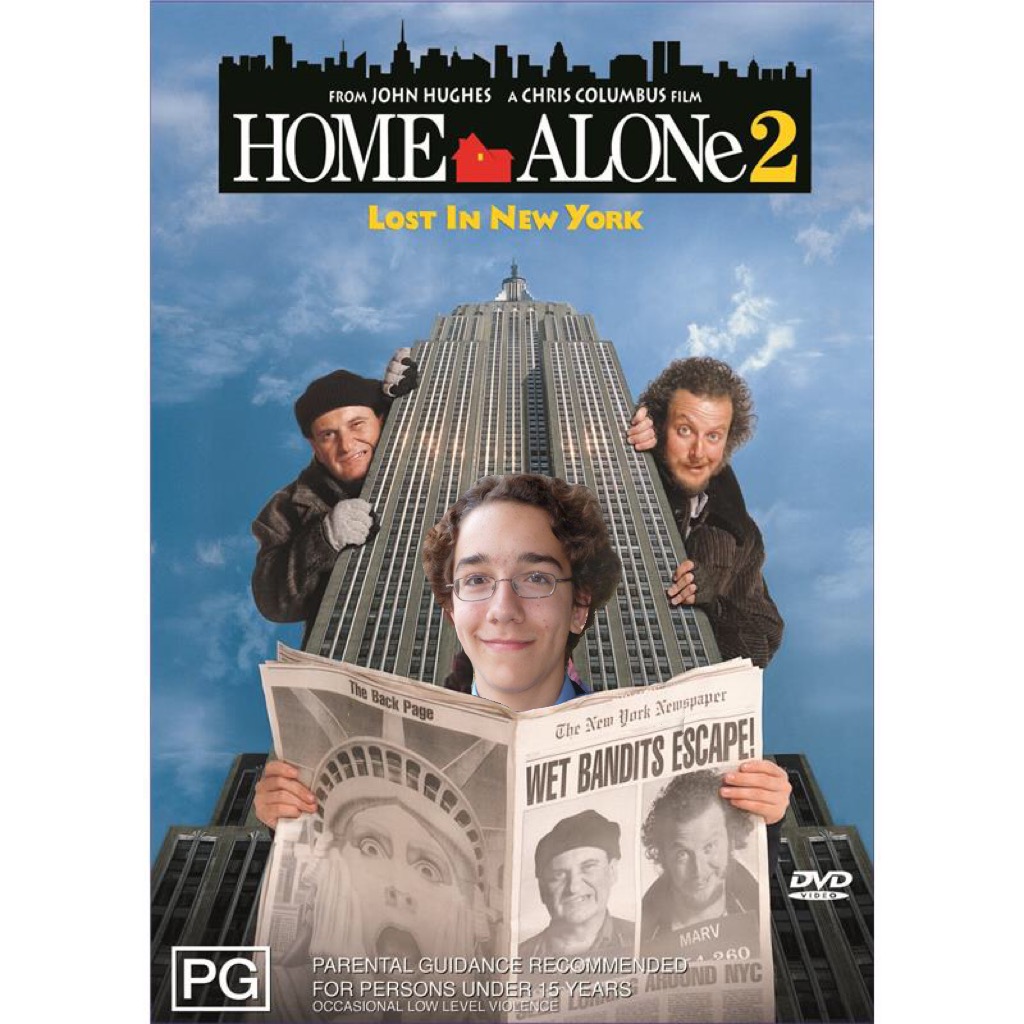 FROM JOHN HUGHES A CHRIS COLUMBUS FILM
HOME ALONe 2
LOST IN NEW YORK
The Back Page
The New York Newspaper
WET BANDITS ESCAPE!
MARV
DVD
VIDEO
AROUND NYC
PG
PARENTAL GUIDANCE RECOMMENDED
FOR PERSONS UNDER 15 YEARS
OCCASIONAL LOW LEVEL VIOLENCE